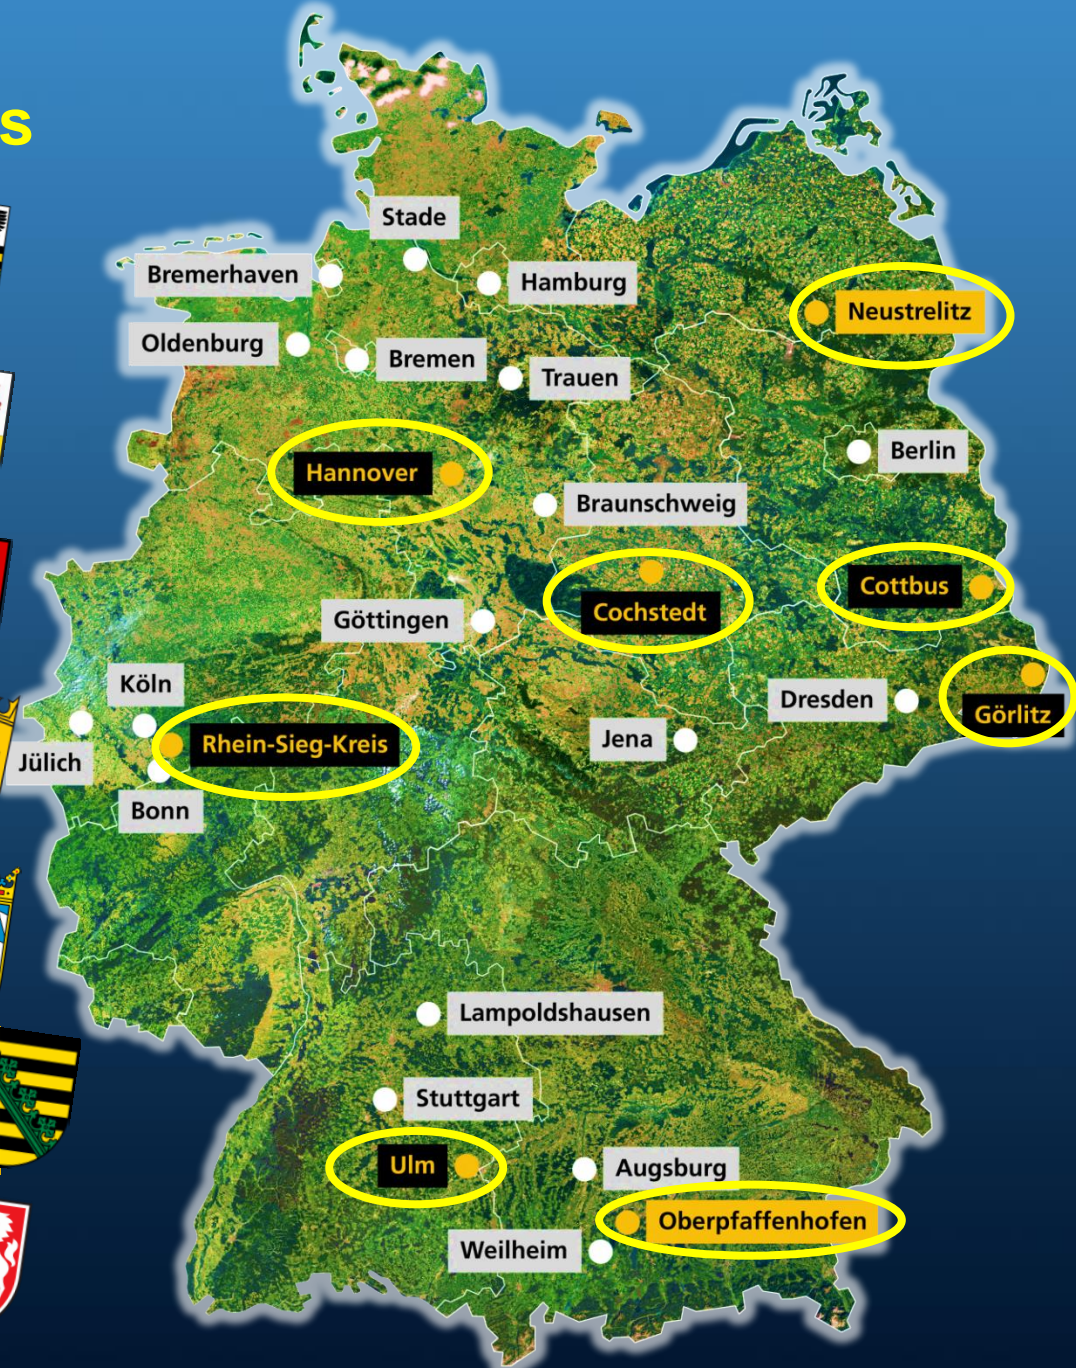 s
Stade
Bremerhaven
Hamburg
Neustrelitz
Oldenburg
Bremen
Trauen
Berlin
Hannover
Braunschweig
Cottbus
Cochstedt
Göttingen
Köln
Dresden
Görlitz
Rhein-Sieg-Kreis
Jena
Jülich
Bonn
Lampoldshausen
Stuttgart
Ulm
Augsburg
Oberpfaffenhofen
Weilheim